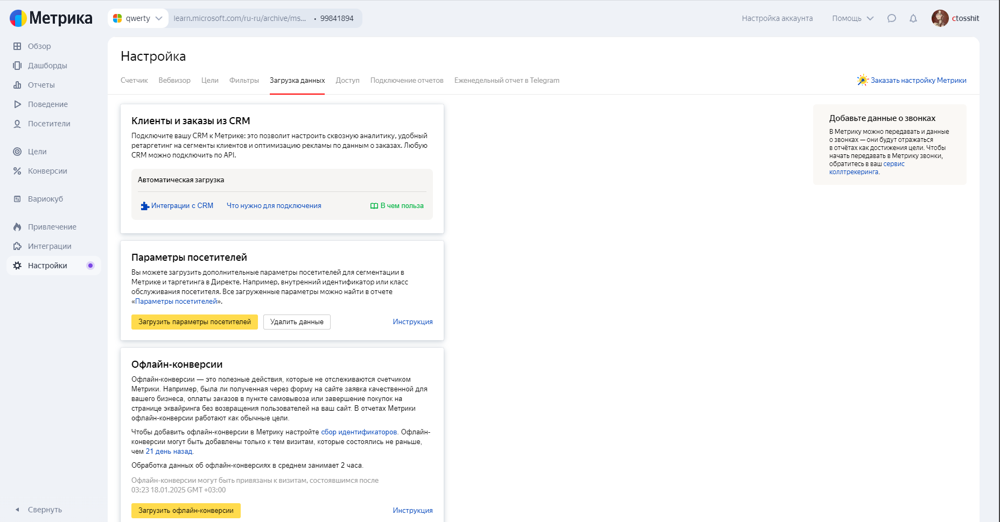 Метрика
qwerty
learn.microsoft.com/ru-ru/archive/ms... • 99841894
Настройка аккаунта
Помощь
ctosshit
Обзор
Дашборды
Отчеты
Поведение
Посетители
Цели
Конверсии
Вариокуб
Привлечение
Интеграции
Настройки
Свернуть
Настройка
Счетчик Вебвизор Цели Фильтры Загрузка данных Доступ Подключение отчетов Еженедельный отчет в Telegram
Заказать настройку Метрики
Клиенты и заказы из CRM
Подключите вашу CRM к Метрике: это позволит настроить сквозную аналитику, удобный
ретаргетинг на сегменты клиентов и оптимизацию рекламы по данным о заказах. Любую
CRM можно подключить по API.
Автоматическая загрузка
Интеграции с CRM Что нужно для подключения В чем польза
Параметры посетителей
Вы можете загрузить дополнительные параметры посетителей для сегментации в
Метрике и таргетинга в Директе. Например, внутренний идентификатор или класс
обслуживания посетителя. Все загруженные параметры можно найти в отчете
«Параметры посетителей».
Загрузить параметры посетителей Удалить данные Инструкция
Офлайн-конверсии
Офлайн-конверсии — это полезные действия, которые не отслеживаются счетчиком
Метрики. Например, была ли полученная через форму на сайте заявка качественной для
вашего бизнеса, оплаты заказов в пункте самовывоза или завершение покупок на
странице эквайринга без возвращения пользователей на ваш сайт. В отчетах Метрики
офлайн-конверсии работают как обычные цели.
Чтобы добавить офлайн-конверсии в Метрику настройте сбор идентификаторов. Офлайн-
конверсии могут быть добавлены только к тем визитам, которые состоялись не раньше,
чем 21 день назад.
Обработка данных об офлайн-конверсиях в среднем занимает 2 часа.
Офлайн-конверсии могут быть привязаны к визитам, состоявшимся после
03:23 18.01.2025 GMT +03:00
Загрузить офлайн-конверсии Инструкция
Добавьте данные о звонках
В Метрику можно передавать и данные
о звонках — они будут отражаться
в отчётах как достижения цели. Чтобы
начать передавать в Метрику звонки,
обратитесь в ваш сервис
коллтрекеринга.